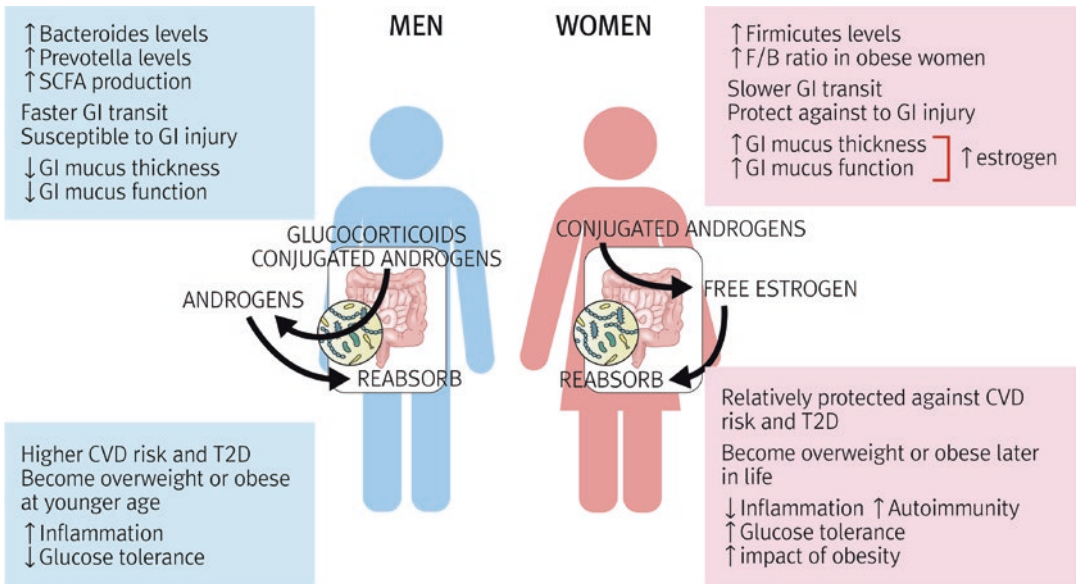 MEN
WOMEN
↑Bacteroides levels
↑Prevotella levels
↑SCFA production
Faster GI transit
Susceptible to GI injury
↓GI mucus thickness
↓GI mucus function
↑Firmicutes levels
↑F/B ratio in obese women
Slower GI transit
Protect against to GI injury
↑GI mucus thickness
↑GI mucus function
↑estrogen
GLUCOCORTICOIDS
CONJUGATED ANDROGENS
ANDROGENS
REABSORB
CONJUGATED ANDROGENS
FREE ESTROGEN
REABSORB
Higher CVD risk and T2D
Become overweight or obese
at younger age
↑Inflammation
↓Glucose tolerance
Relatively protected against CVD
risk and T2D
Become overweight or obese later
in life
↓Inflammation ↑Autoimmunity
↑Glucose tolerance
↑impact of obesity